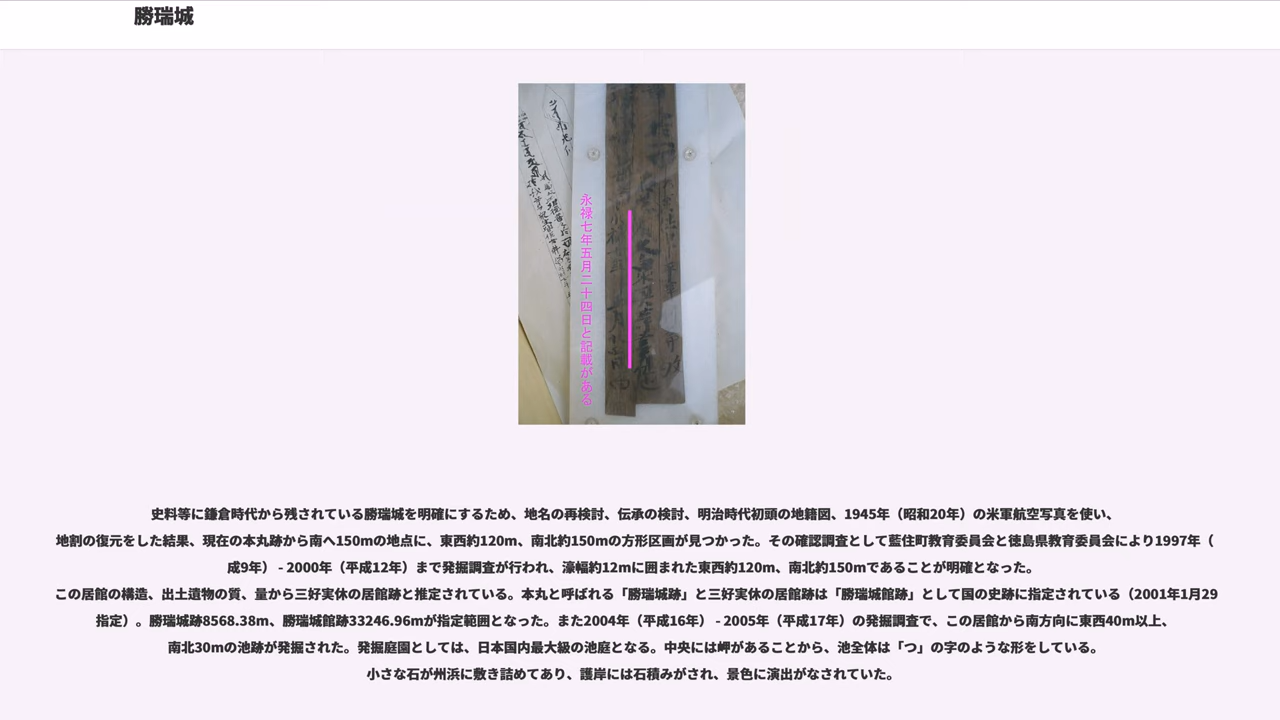 勝瑞城
永禄七年五月二十四日と記載がある
史料等に鎌倉時代から残されている勝瑞城を明確にするため、地名の再検討、伝承の検討、明治時代初頭の地籍図、1945年（昭和20年）の米軍航空写真を使い、
地割の復元をした結果、現在の本丸跡から南へ150mの地点に、東西約120m、南北約150mの方形区画が見つかった。その確認調査として藍住町教育委員会と徳島県教育委員会により1997年（
成9年） - 2000年（平成12年）まで発掘調査が行われ、濠幅約12mに囲まれた東西約120m、南北約150mであることが明確となった。
この居館の構造、出土遺物の質、量から三好実休の居館跡と推定されている。本丸と呼ばれる「勝瑞城跡」と三好実休の居館跡は「勝瑞城館跡」として国の史跡に指定されている（2001年1月29
指定）。勝瑞城跡8568.38m、勝瑞城館跡33246.96mが指定範囲となった。また2004年（平成16年） - 2005年（平成17年）の発掘調査で、この居館から南方向に東西40m以上、
南北30mの池跡が発掘された。発掘庭園としては、日本国内最大級の池庭となる。中央には岬があることから、池全体は「つ」の字のような形をしている。
小さな石が州浜に敷き詰めてあり、護岸には石積みがされ、景色に演出がなされていた。